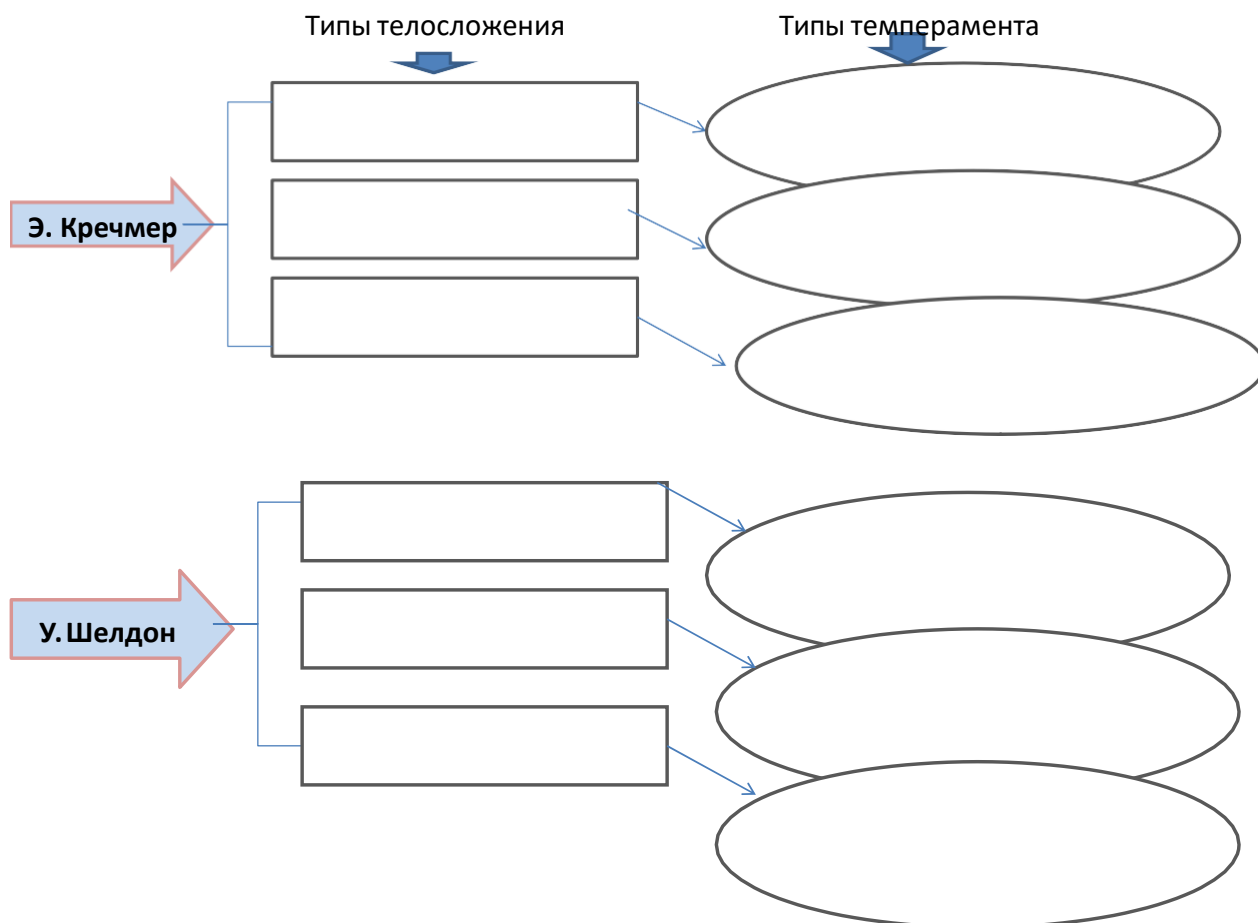 Типы телосложения
Типы темперамента
Э. Кречмер
У. Шелдон